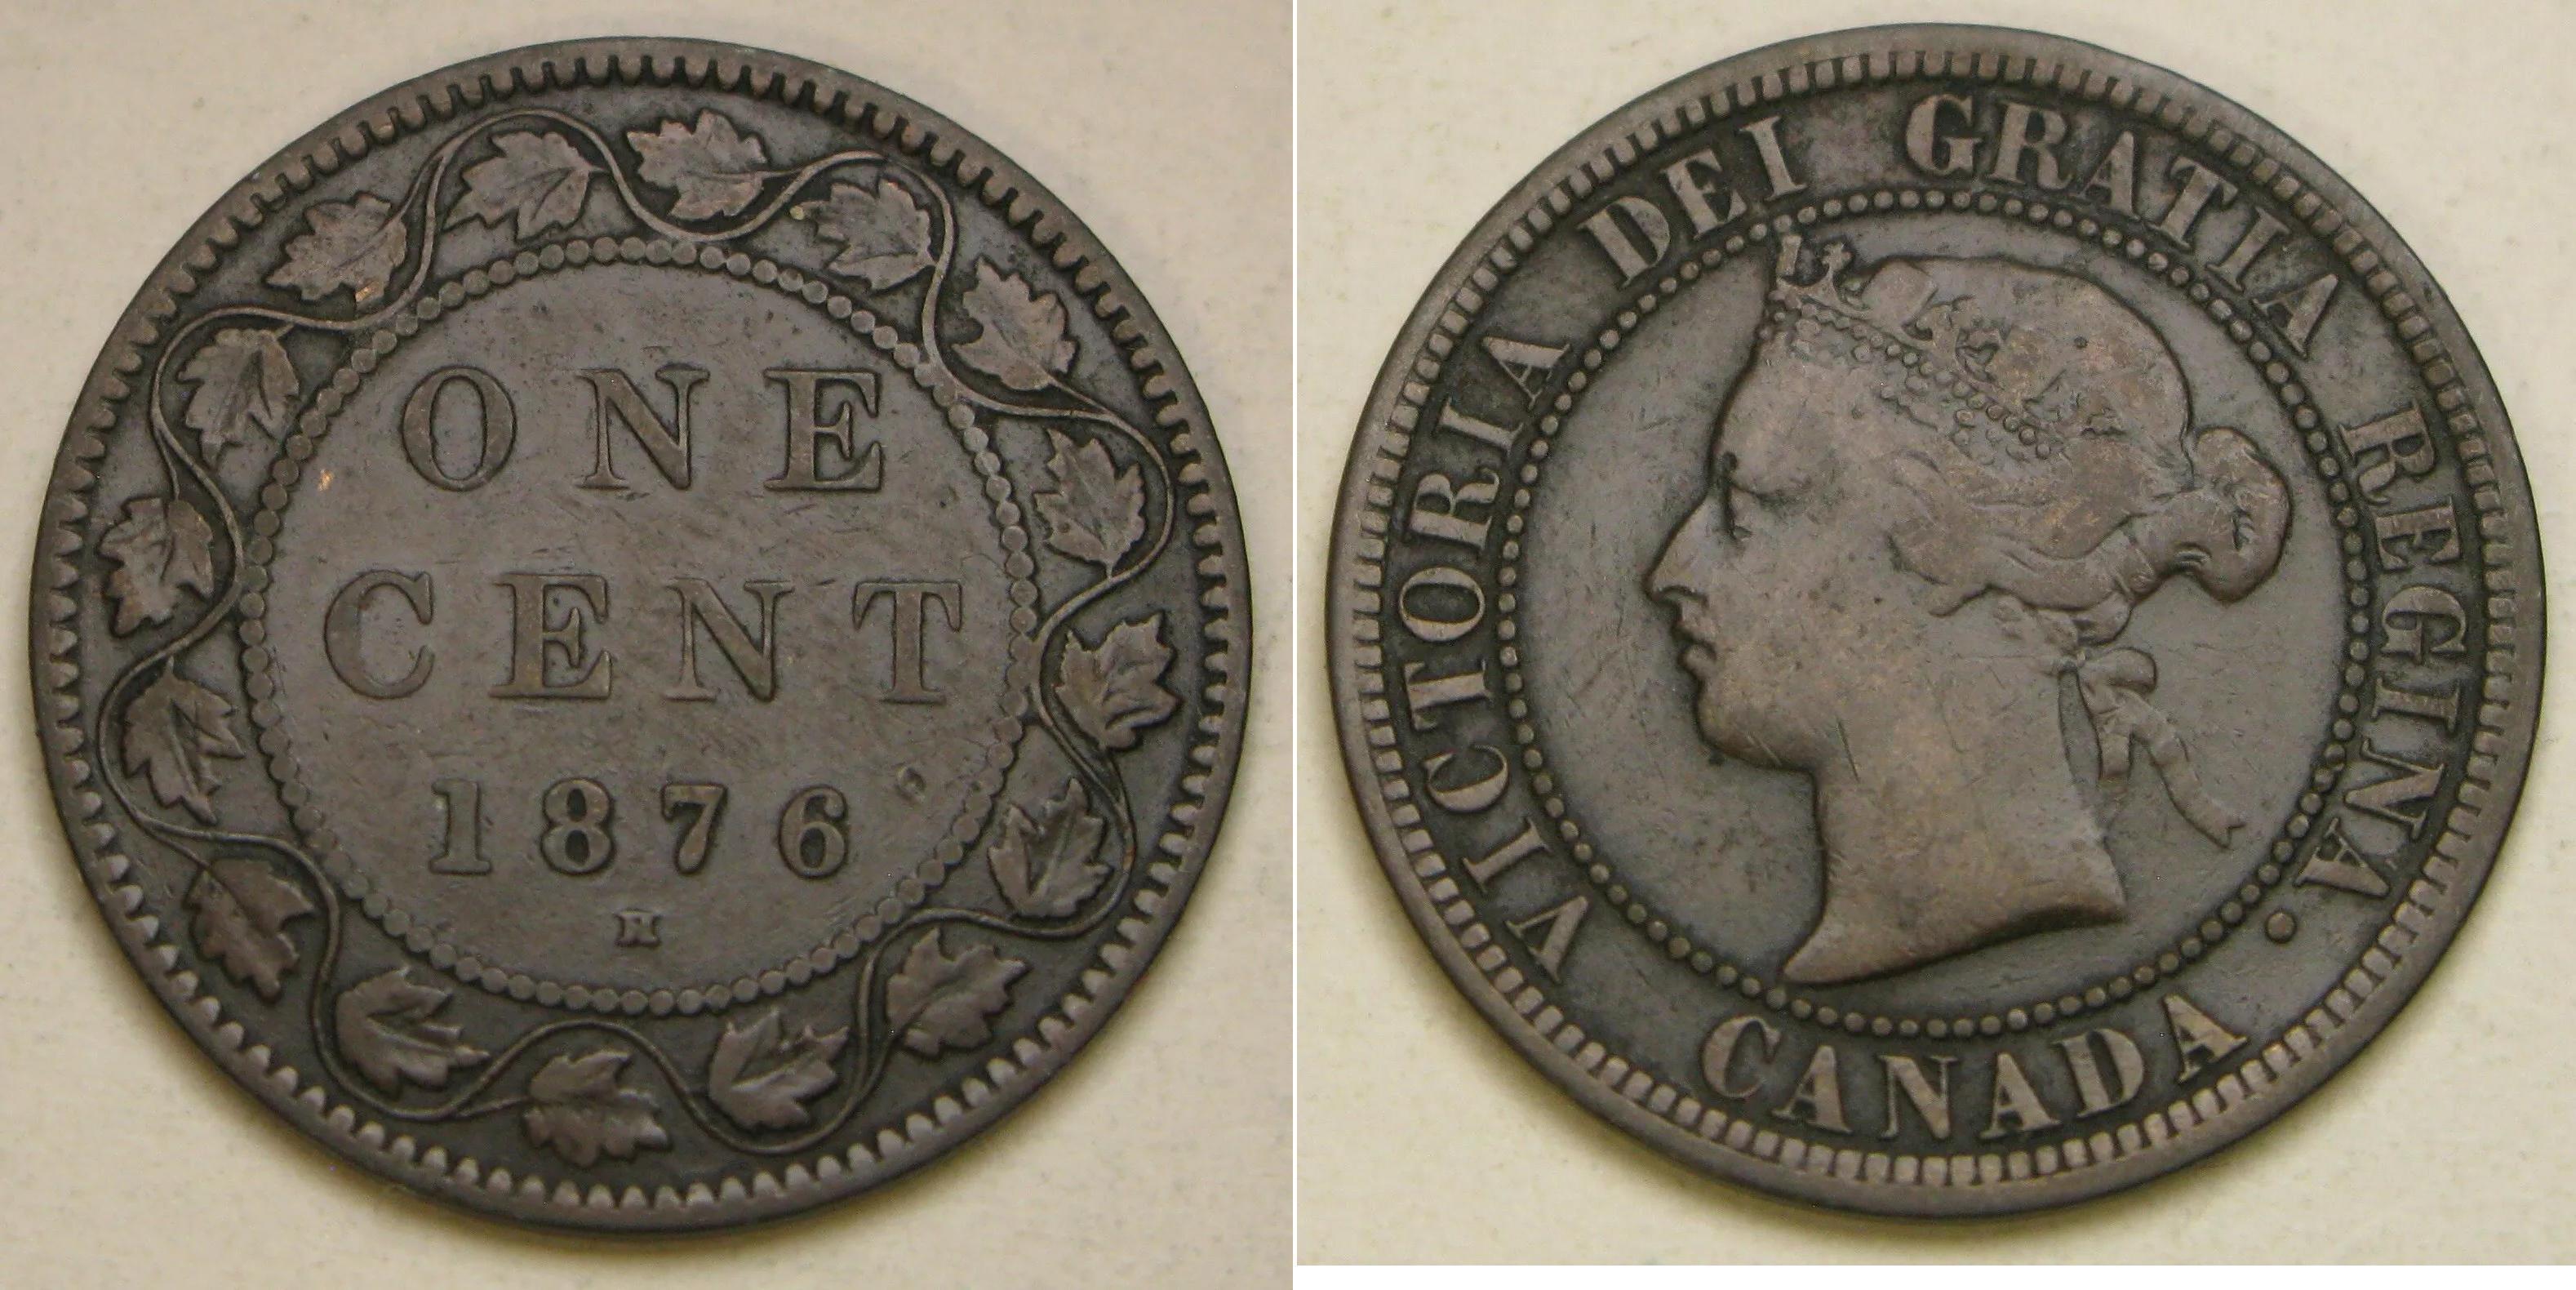 ONE
CENT
1876
H
VICTORIA DEI GRATIA REGINA.
CANADA